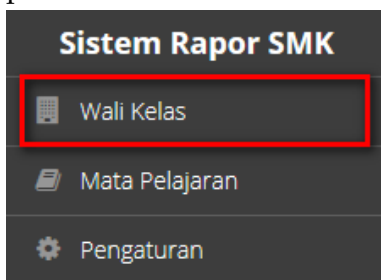 Sistem Rapor SMK
Wali Kelas
Mata Pelajaran
Pengaturan